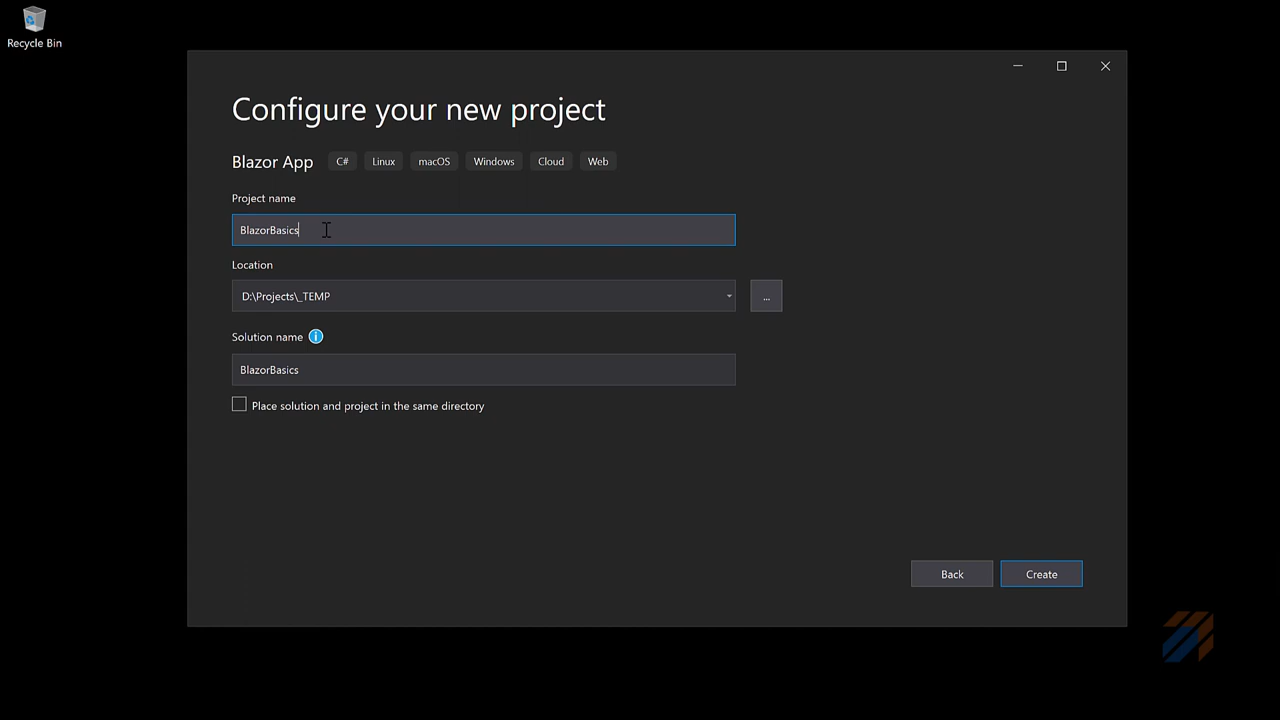 Recycle Bin
Configure your new project
Blazor App C# Linux macOS Windows Cloud Web
Project name
BlazorBasics
Location
D:\Projects\_TEMP
...
Solution name
BlazorBasics
Place solution and project in the same directory
Back Create